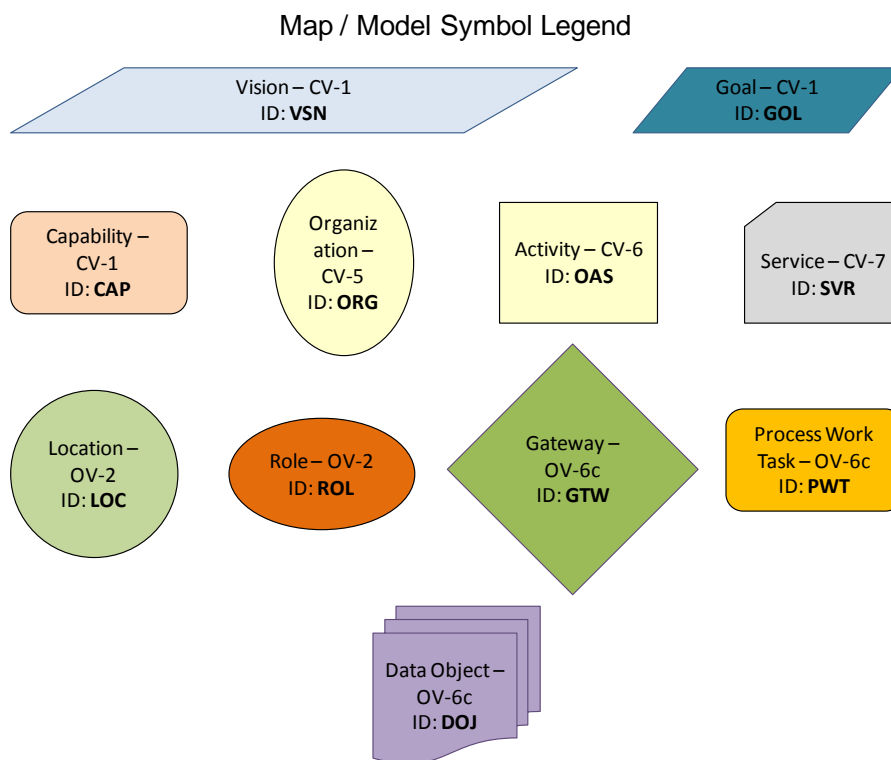 Map / Model Symbol Legend
Vision – CV-1
ID: VSN
Goal – CV-1
ID: GOL
Capability –
CV-1
ID: CAP
Organiz
ation –
CV-5
ID: ORG
Activity – CV-6
ID: OAS
Service – CV-7
ID: SVR
Location –
OV-2
ID: LOC
Role – OV-2
ID: ROL
Gateway –
OV-6c
ID: GTW
Process Work
Task – OV-6c
ID: PWT
Data Object –
OV-6c
ID: DOJ